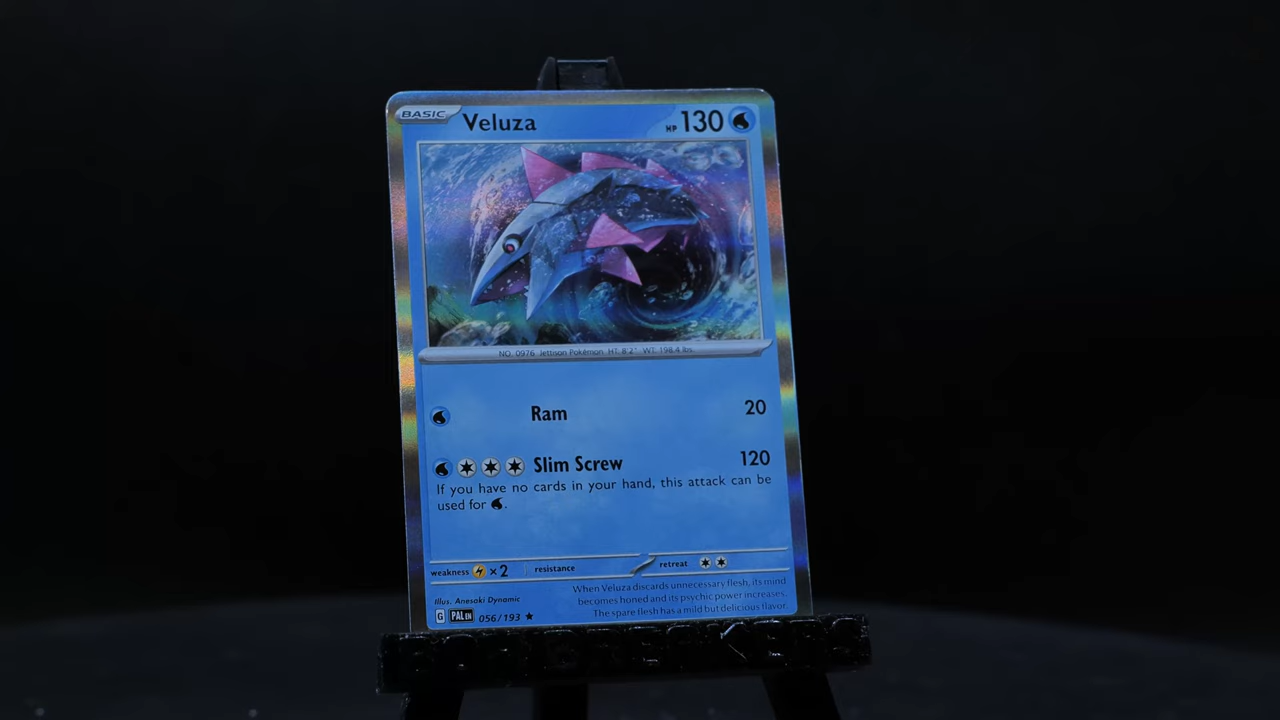 BASIC Veluza HP 130
NO. 0976 Jettison Pokémon HT: 8'2" WT: 198.4 lbs.
Ram 20
Slim Screw 120
If you have no cards in your hand, this attack can be
used for .
weakness ×2 resistance retreat
When Veluza discards unnecessary flesh, its mind
becomes honed and its psychic power increases.
The spare flesh has a mild but delicious flavor.
Illus. Anesaki Dynamic
G PAL EN 056/193